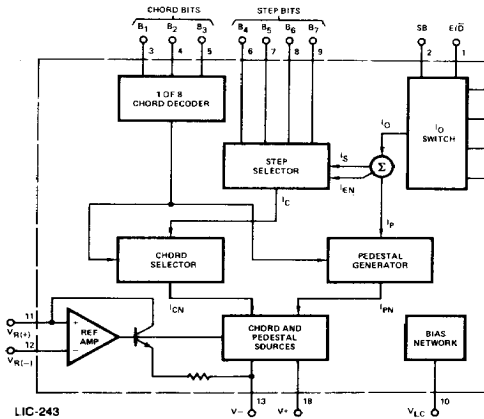 CHORD BITS STEP BITS
B1 B2 B3 B4 B5 B6 B7 SB E/D̅
3 4 5 6 7 8 9 2 1
1 OF 8
CHORD DECODER
IO
SWITCH
IO
STEP
SELECTOR
IS
IEN
Σ
IC
IP
CHORD
SELECTOR
PEDESTAL
GENERATOR
ICN
IPN
11
VR(+)
+
REF
AMP
12
VR(−)
−
CHORD AND
PEDESTAL
SOURCES
BIAS
NETWORK
13 18 10
V− V+ VLC
LIC-243